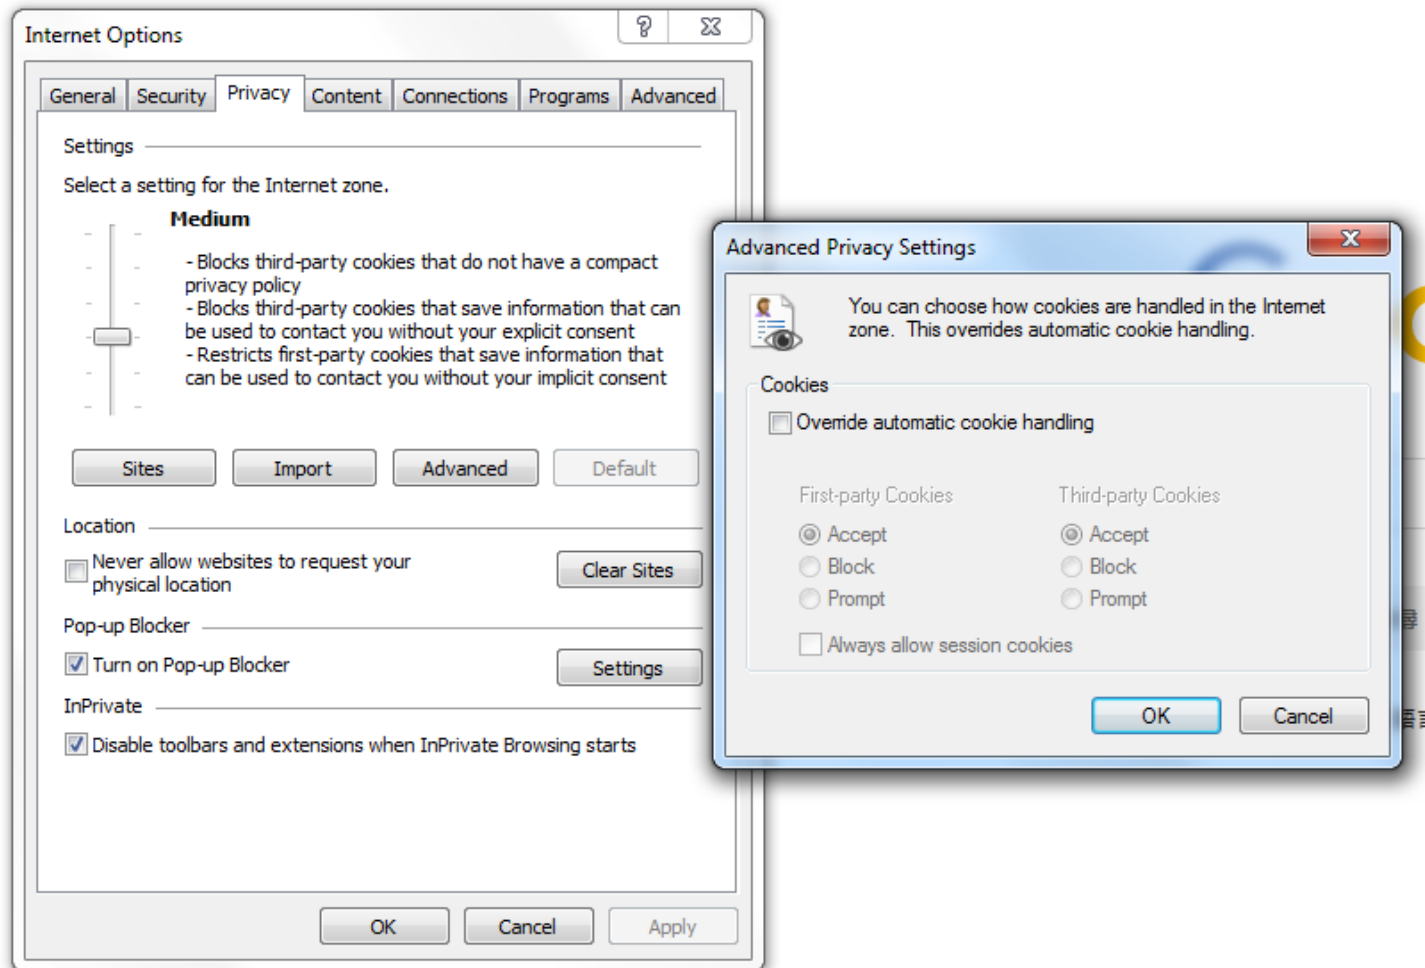 Internet Options
General Security Privacy Content Connections Programs Advanced
Settings
Select a setting for the Internet zone.
Medium
- Blocks third-party cookies that do not have a compact
privacy policy
- Blocks third-party cookies that save information that can
be used to contact you without your explicit consent
- Restricts first-party cookies that save information that
can be used to contact you without your implicit consent
Sites Import Advanced Default
Location
Never allow websites to request your
physical location
Clear Sites
Pop-up Blocker
Turn on Pop-up Blocker
Settings
InPrivate
Disable toolbars and extensions when InPrivate Browsing starts
OK Cancel Apply
Advanced Privacy Settings
You can choose how cookies are handled in the Internet
zone. This overrides automatic cookie handling.
Cookies
Override automatic cookie handling
First-party Cookies Third-party Cookies
Accept Accept
Block Block
Prompt Prompt
Always allow session cookies
OK Cancel